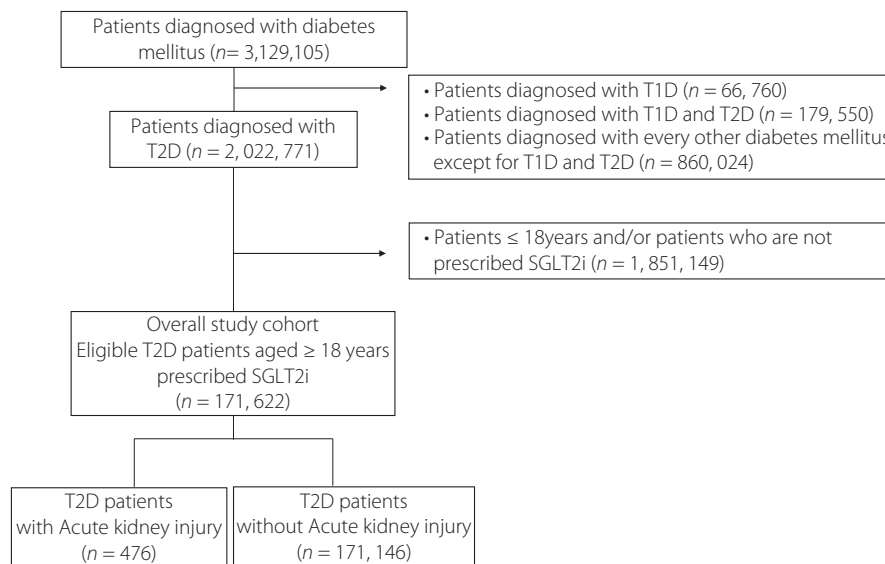 Patients diagnosed with diabetes
mellitus (n= 3,129,105)
• Patients diagnosed with T1D (n = 66, 760)
• Patients diagnosed with T1D and T2D (n = 179, 550)
• Patients diagnosed with every other diabetes mellitus
except for T1D and T2D (n = 860, 024)
Patients diagnosed with
T2D (n = 2, 022, 771)
• Patients ≤ 18years and/or patients who are not
prescribed SGLT2i (n = 1, 851, 149)
Overall study cohort
Eligible T2D patients aged ≥ 18 years
prescribed SGLT2i
(n = 171, 622)
T2D patients
with Acute kidney injury
(n = 476)
T2D patients
without Acute kidney injury
(n = 171, 146)